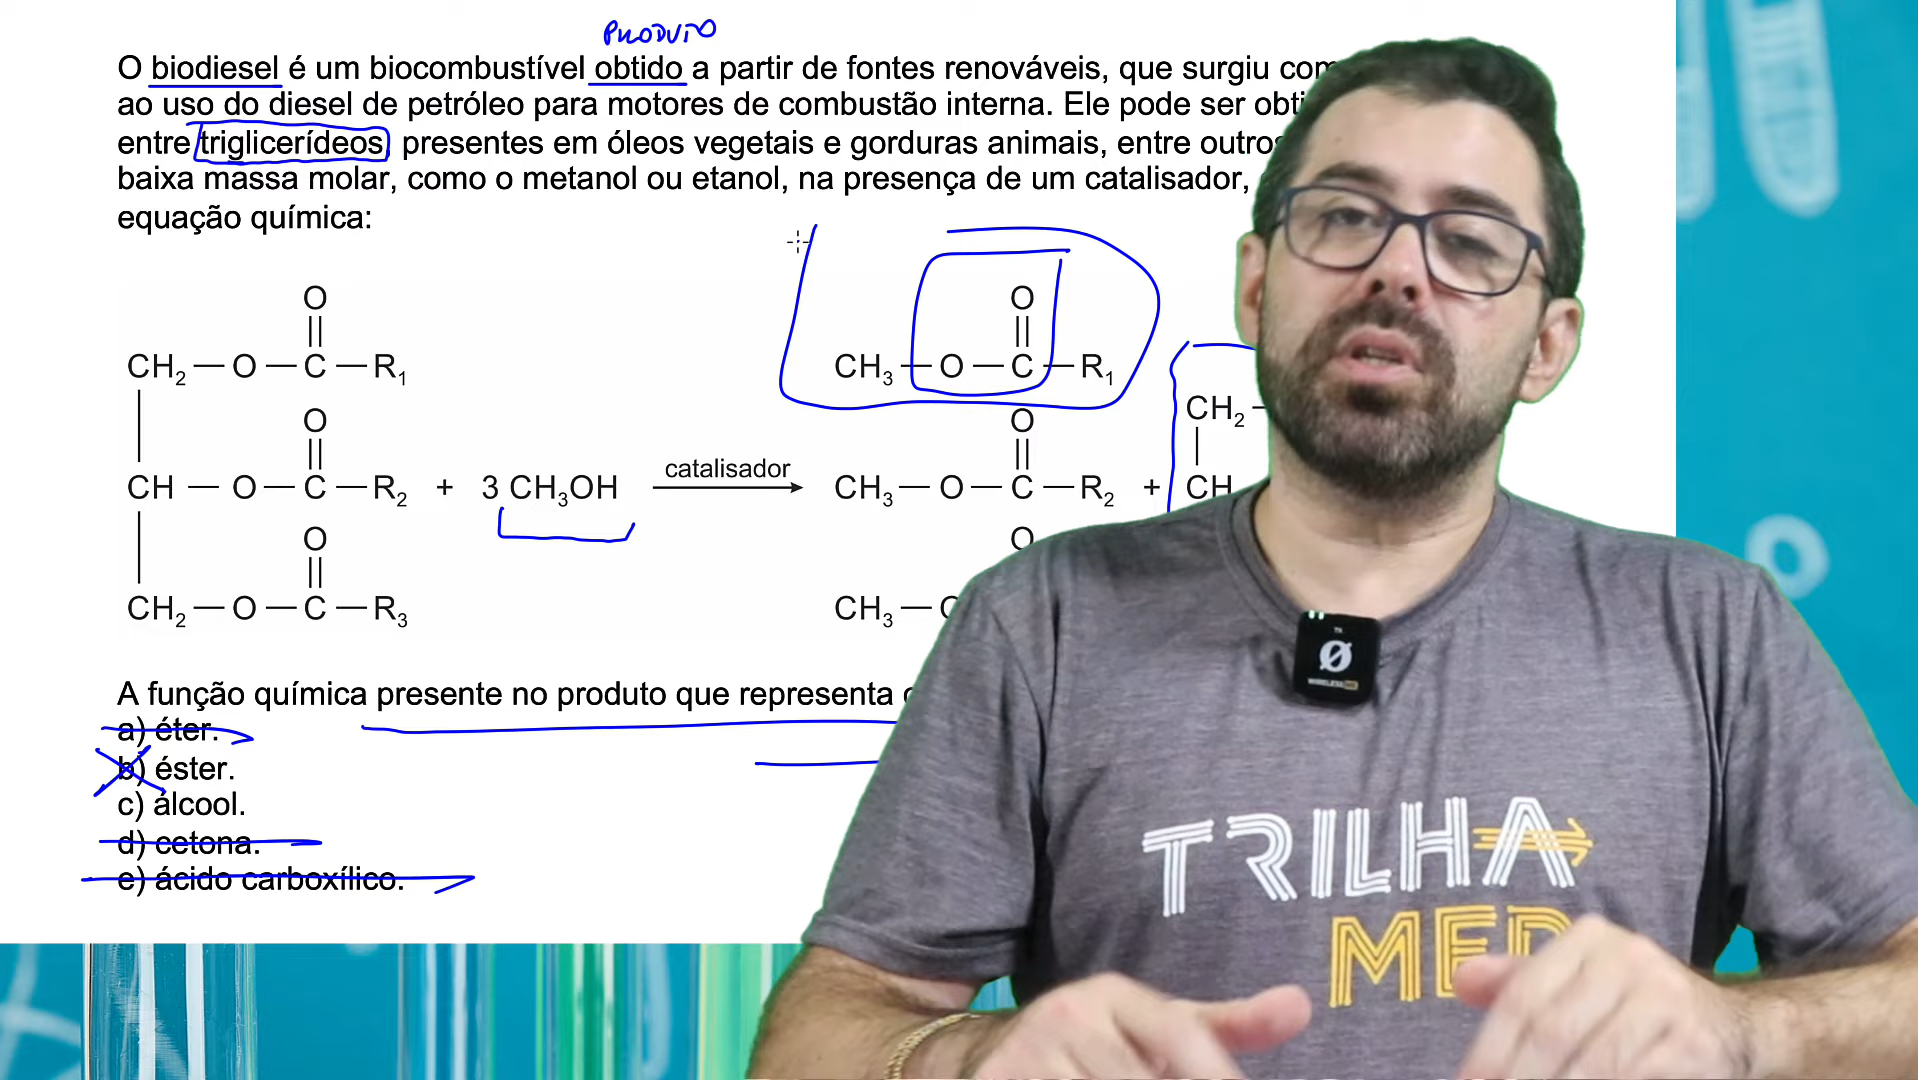 PRODUTO
O biodiesel é um biocombustível obtido a partir de fontes renováveis, que surgiu com
ao uso do diesel de petróleo para motores de combustão interna. Ele pode ser
entre triglicerídeos, presentes em óleos vegetais e gorduras animais, entre outros
baixa massa molar, como o metanol ou etanol, na presença de um catalisador,
equação química:
O O
|| ||
CH2 — O — C — R1 CH3 — O — C — R1
O O CH2 —
|| ||
CH — O — C — R2 + 3 CH3OH catalisador CH3 — O — C — R2 + CH
O O
||
CH2 — O — C — R3 CH3 —
A função química presente no produto que representa
a) éter.
b) éster.
c) álcool.
d) cetona.
e) ácido carboxílico.
TRILHA
MED